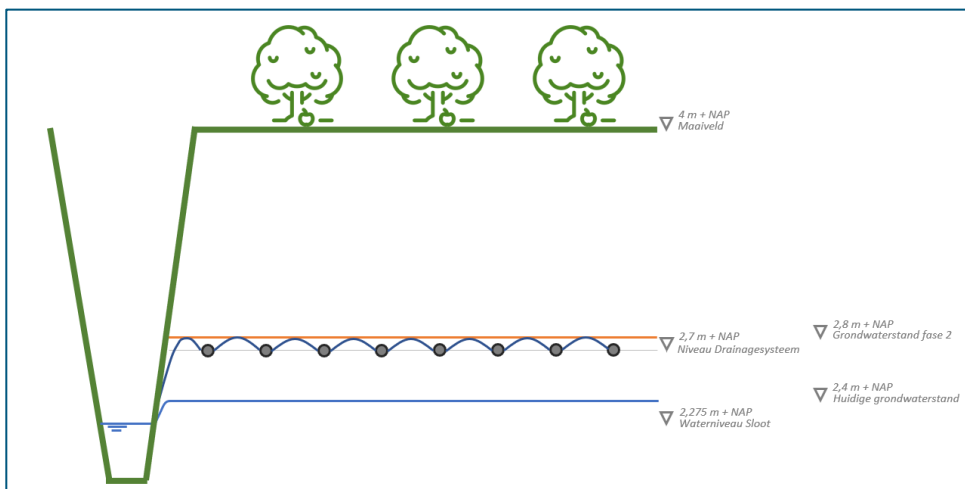 4 m + NAP
Maaiveld
2,7 m + NAP
Niveau Drainagesysteem
2,8 m + NAP
Grondwaterstand fase 2
2,4 m + NAP
Huidige grondwaterstand
2,275 m + NAP
Waterniveau Sloot